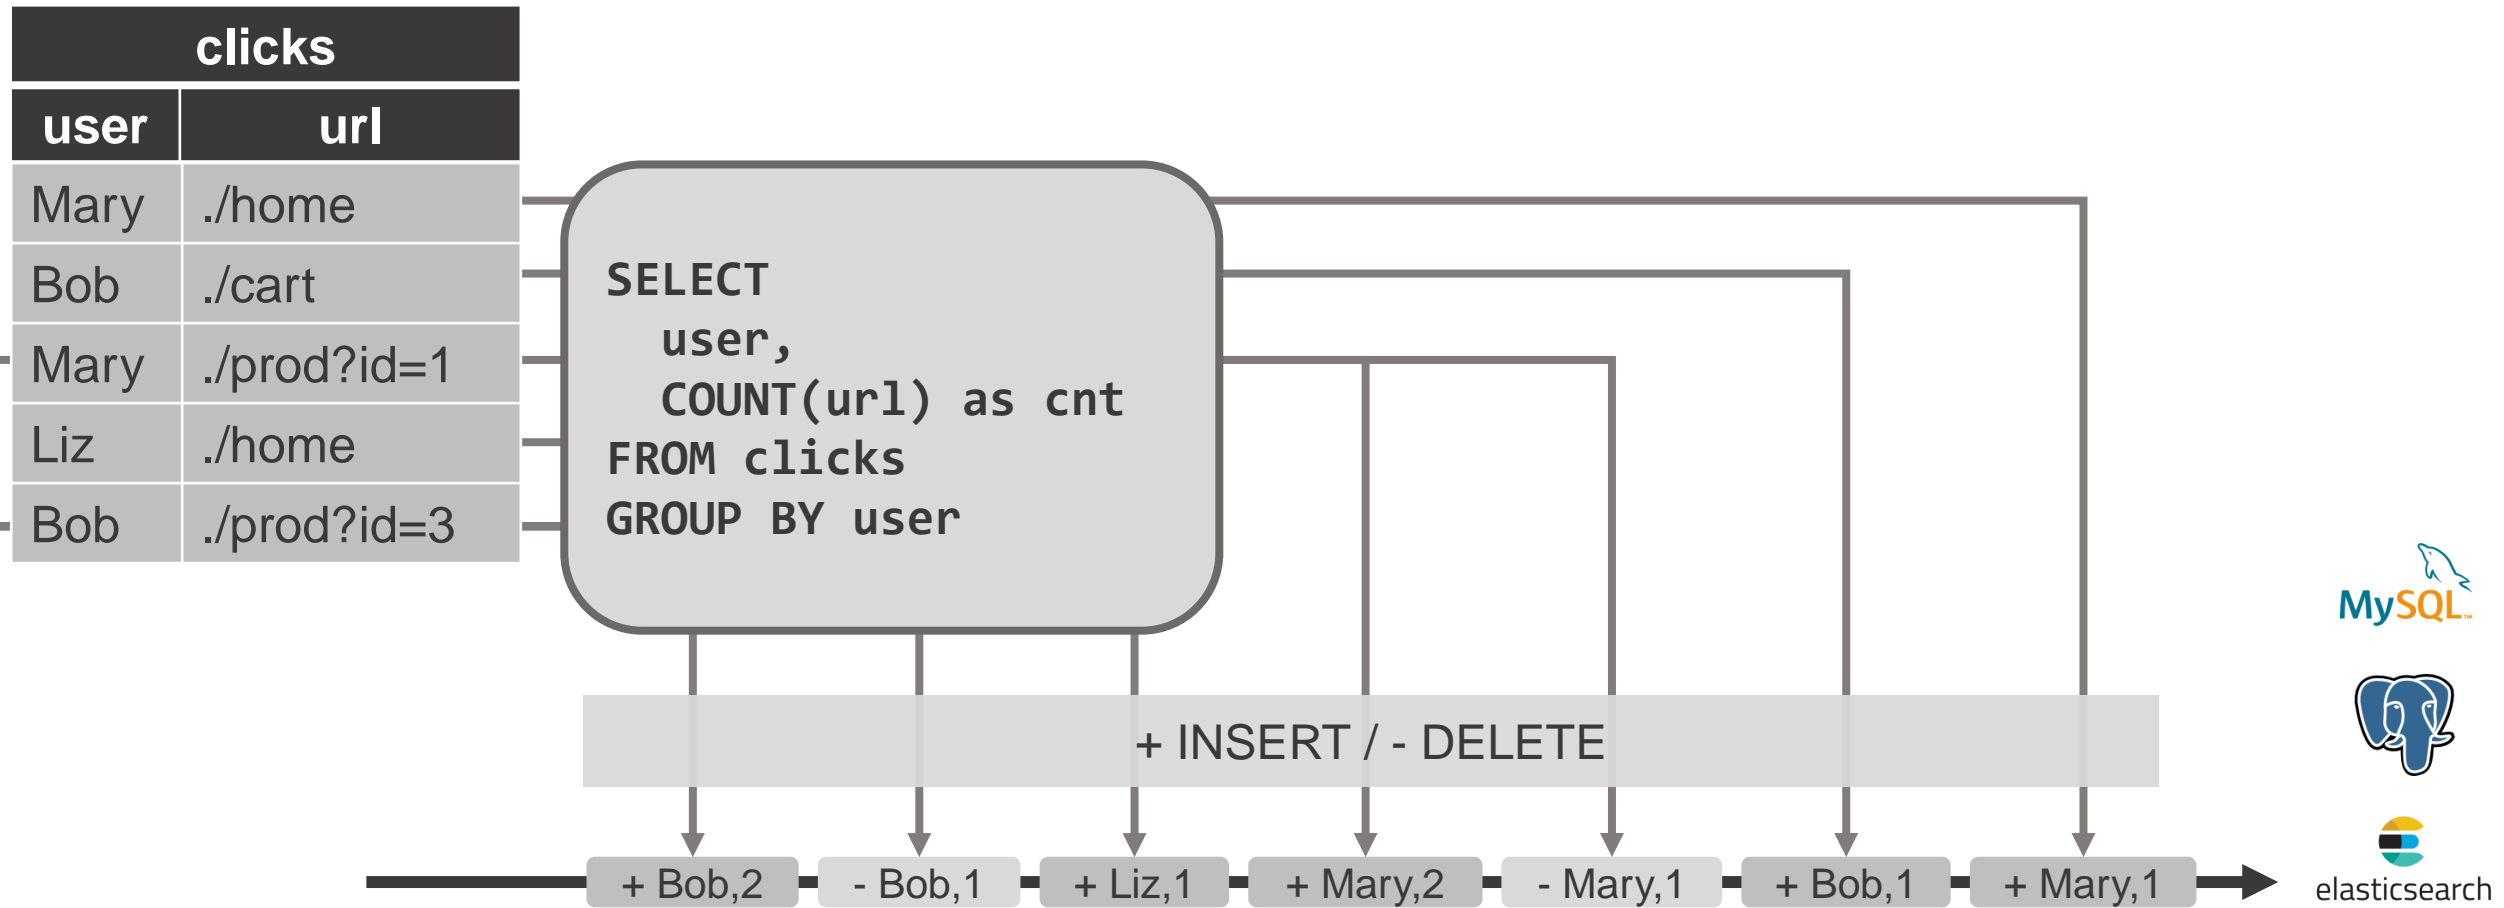 clicks
user url
Mary ./home
Bob ./cart
Mary ./prod?id=1
Liz ./home
Bob ./prod?id=3
SELECT
user,
COUNT(url) as cnt
FROM clicks
GROUP BY user
+ INSERT / - DELETE
+ Bob,2 - Bob,1 + Liz,1 + Mary,2 - Mary,1 + Bob,1 + Mary,1
MySQL™
elasticsearch